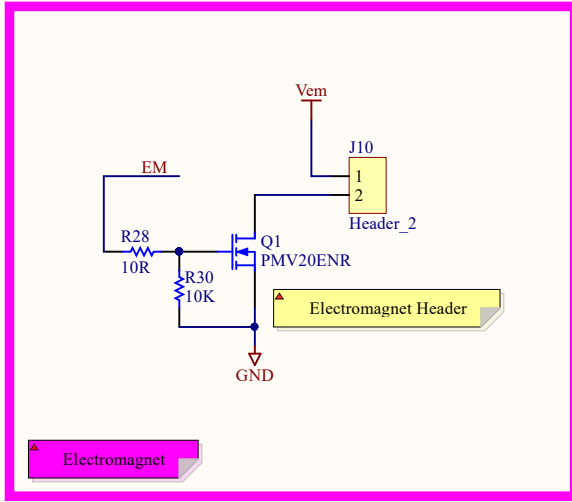 Vem
J10
EM
1
2
Header_2
R28
10R
Q1
PMV20ENR
R30
10K
Electromagnet Header
GND
Electromagnet